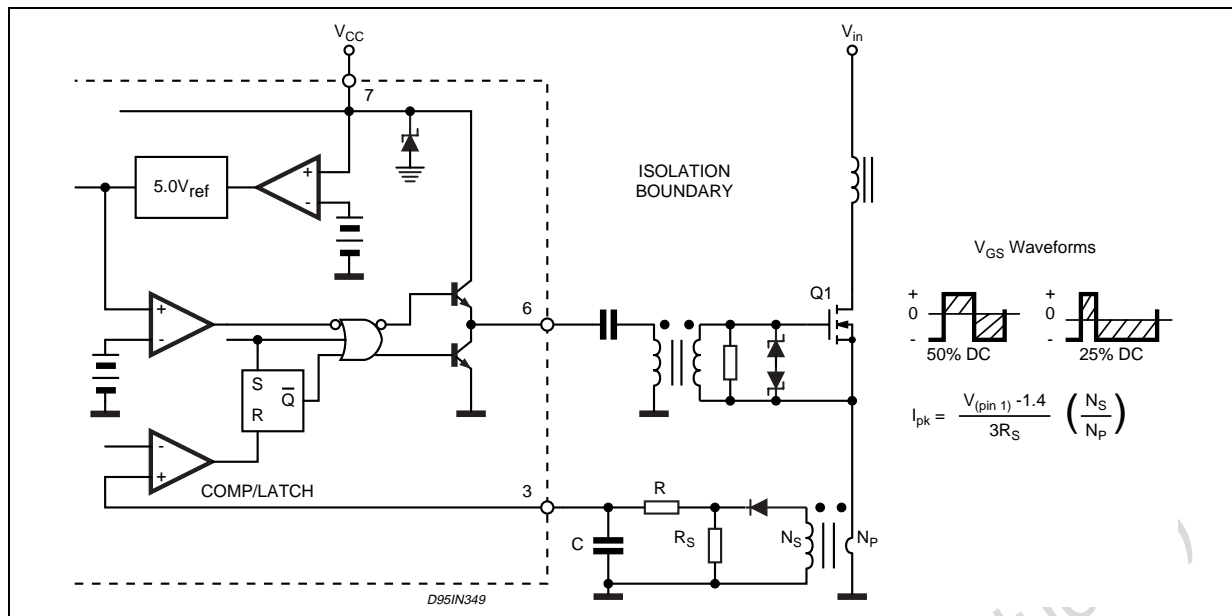 V_CC
V_in
7
5.0V_ref
+
-
ISOLATION
BOUNDARY
V_GS Waveforms
+
0
-
50% DC
+
0
-
25% DC
6
Q1
+
-
S
R
Q̅
I_pk = (V_(pin 1) -1.4) / 3R_S (N_S / N_P)
-
+
COMP/LATCH
3
R
C
R_S
N_S
N_P
D95IN349